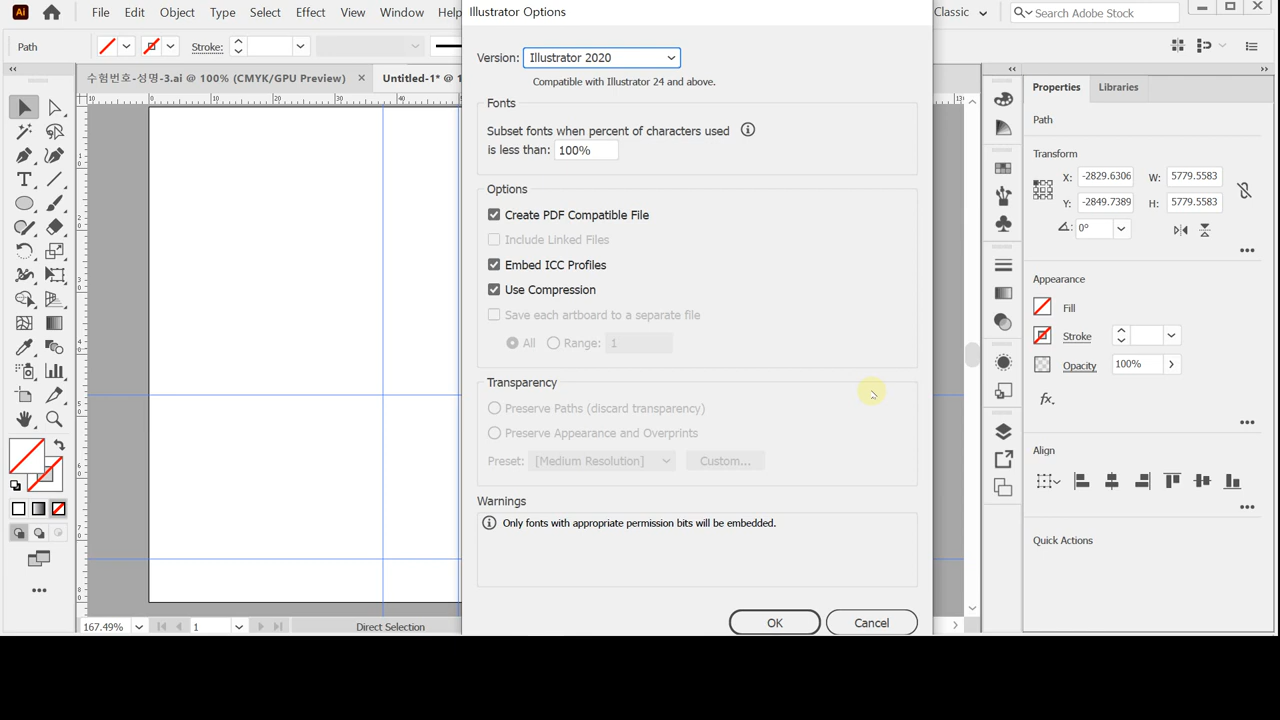 Ai File Edit Object Type Select Effect View Window Illustrator Options Classic Search Adobe Stock
Path Stroke:
Version: Illustrator 2020
Compatible with Illustrator 24 and above.
수험번호-성명-3.ai @ 100% (CMYK/GPU Preview) × Untitled-1* @ 1
Properties Libraries
Fonts
Subset fonts when percent of characters used
is less than: 100%
Options
Create PDF Compatible File
Include Linked Files
Embed ICC Profiles
Use Compression
Save each artboard to a separate file
All Range: 1
Transparency
Preserve Paths (discard transparency)
Preserve Appearance and Overprints
Preset: [Medium Resolution] Custom...
Warnings
Only fonts with appropriate permission bits will be embedded.
OK Cancel
Path
Transform
X: -2829.6306 W: 5779.5583
Y: -2849.7389 H: 5779.5583
0°
Appearance
Fill
Stroke
Opacity 100%
fx.
Align
Quick Actions
167.49% 1 Direct Selection